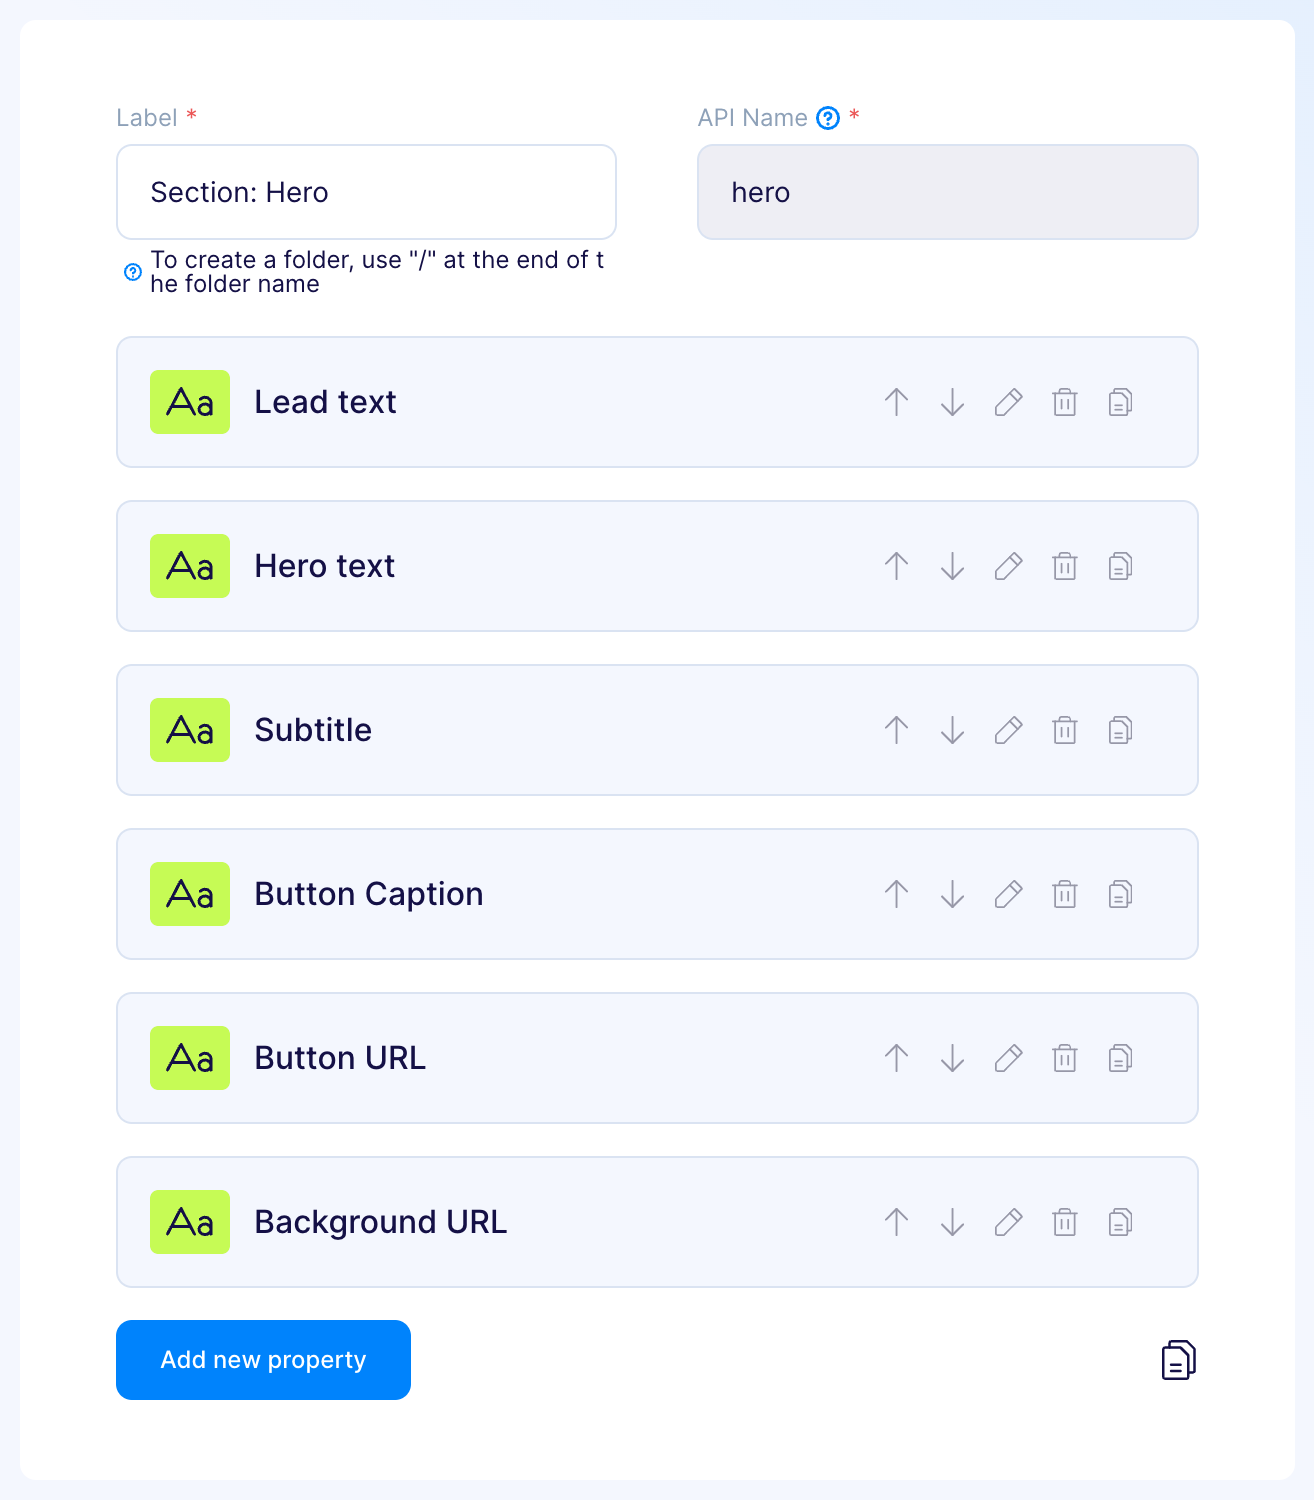 Label *
API Name *
Section: Hero
hero
To create a folder, use "/" at the end of t
he folder name
Aa Lead text
Aa Hero text
Aa Subtitle
Aa Button Caption
Aa Button URL
Aa Background URL
Add new property